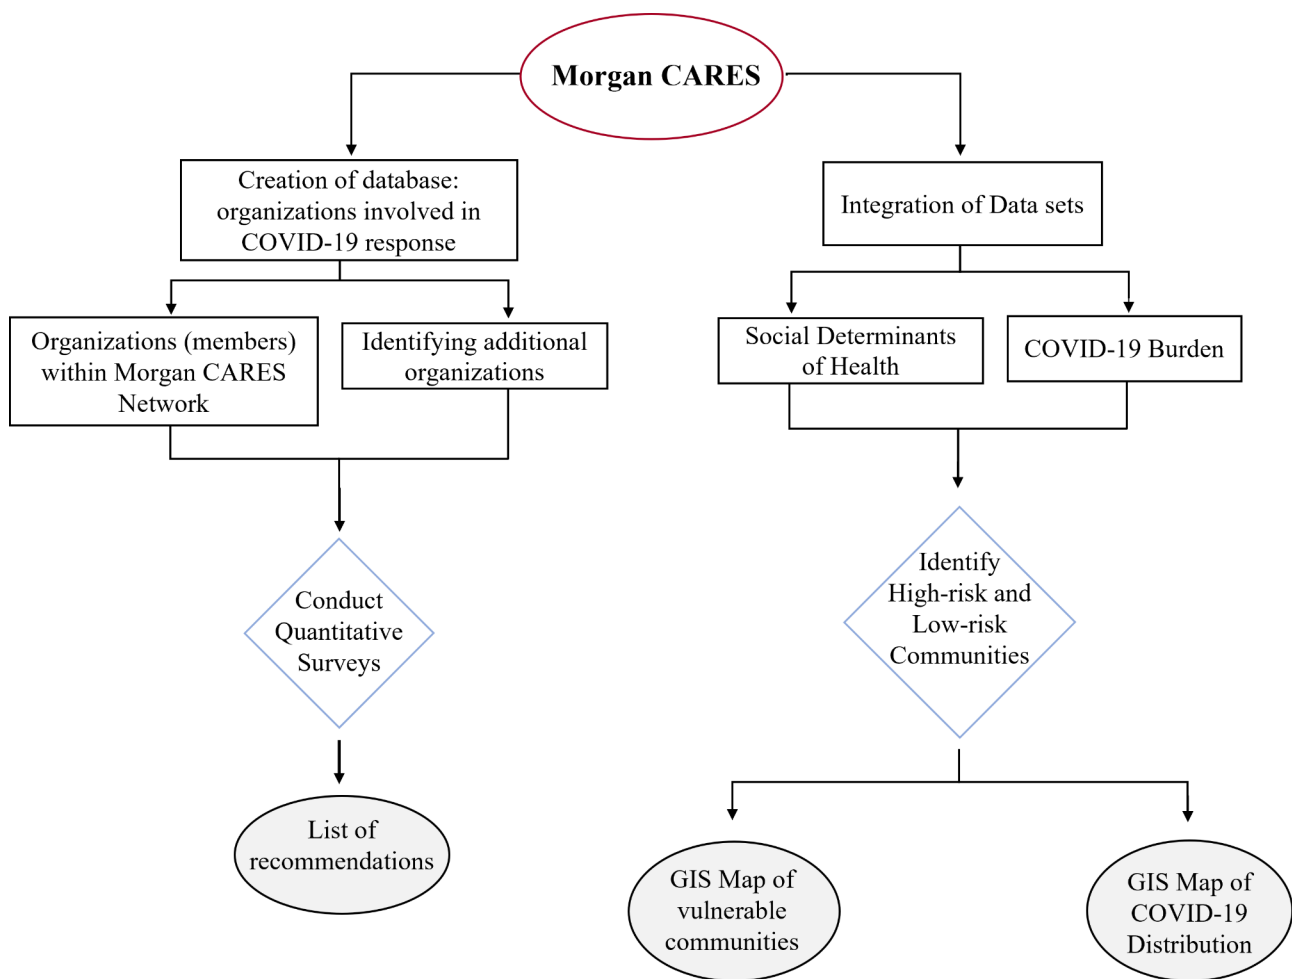 Morgan CARES
Creation of database:
organizations involved in
COVID-19 response
Integration of Data sets
Organizations (members)
within Morgan CARES
Network
Identifying additional
organizations
Social Determinants
of Health
COVID-19 Burden
Conduct
Quantitative
Surveys
Identify
High-risk and
Low-risk
Communities
List of
recommendations
GIS Map of
vulnerable
communities
GIS Map of
COVID-19
Distribution